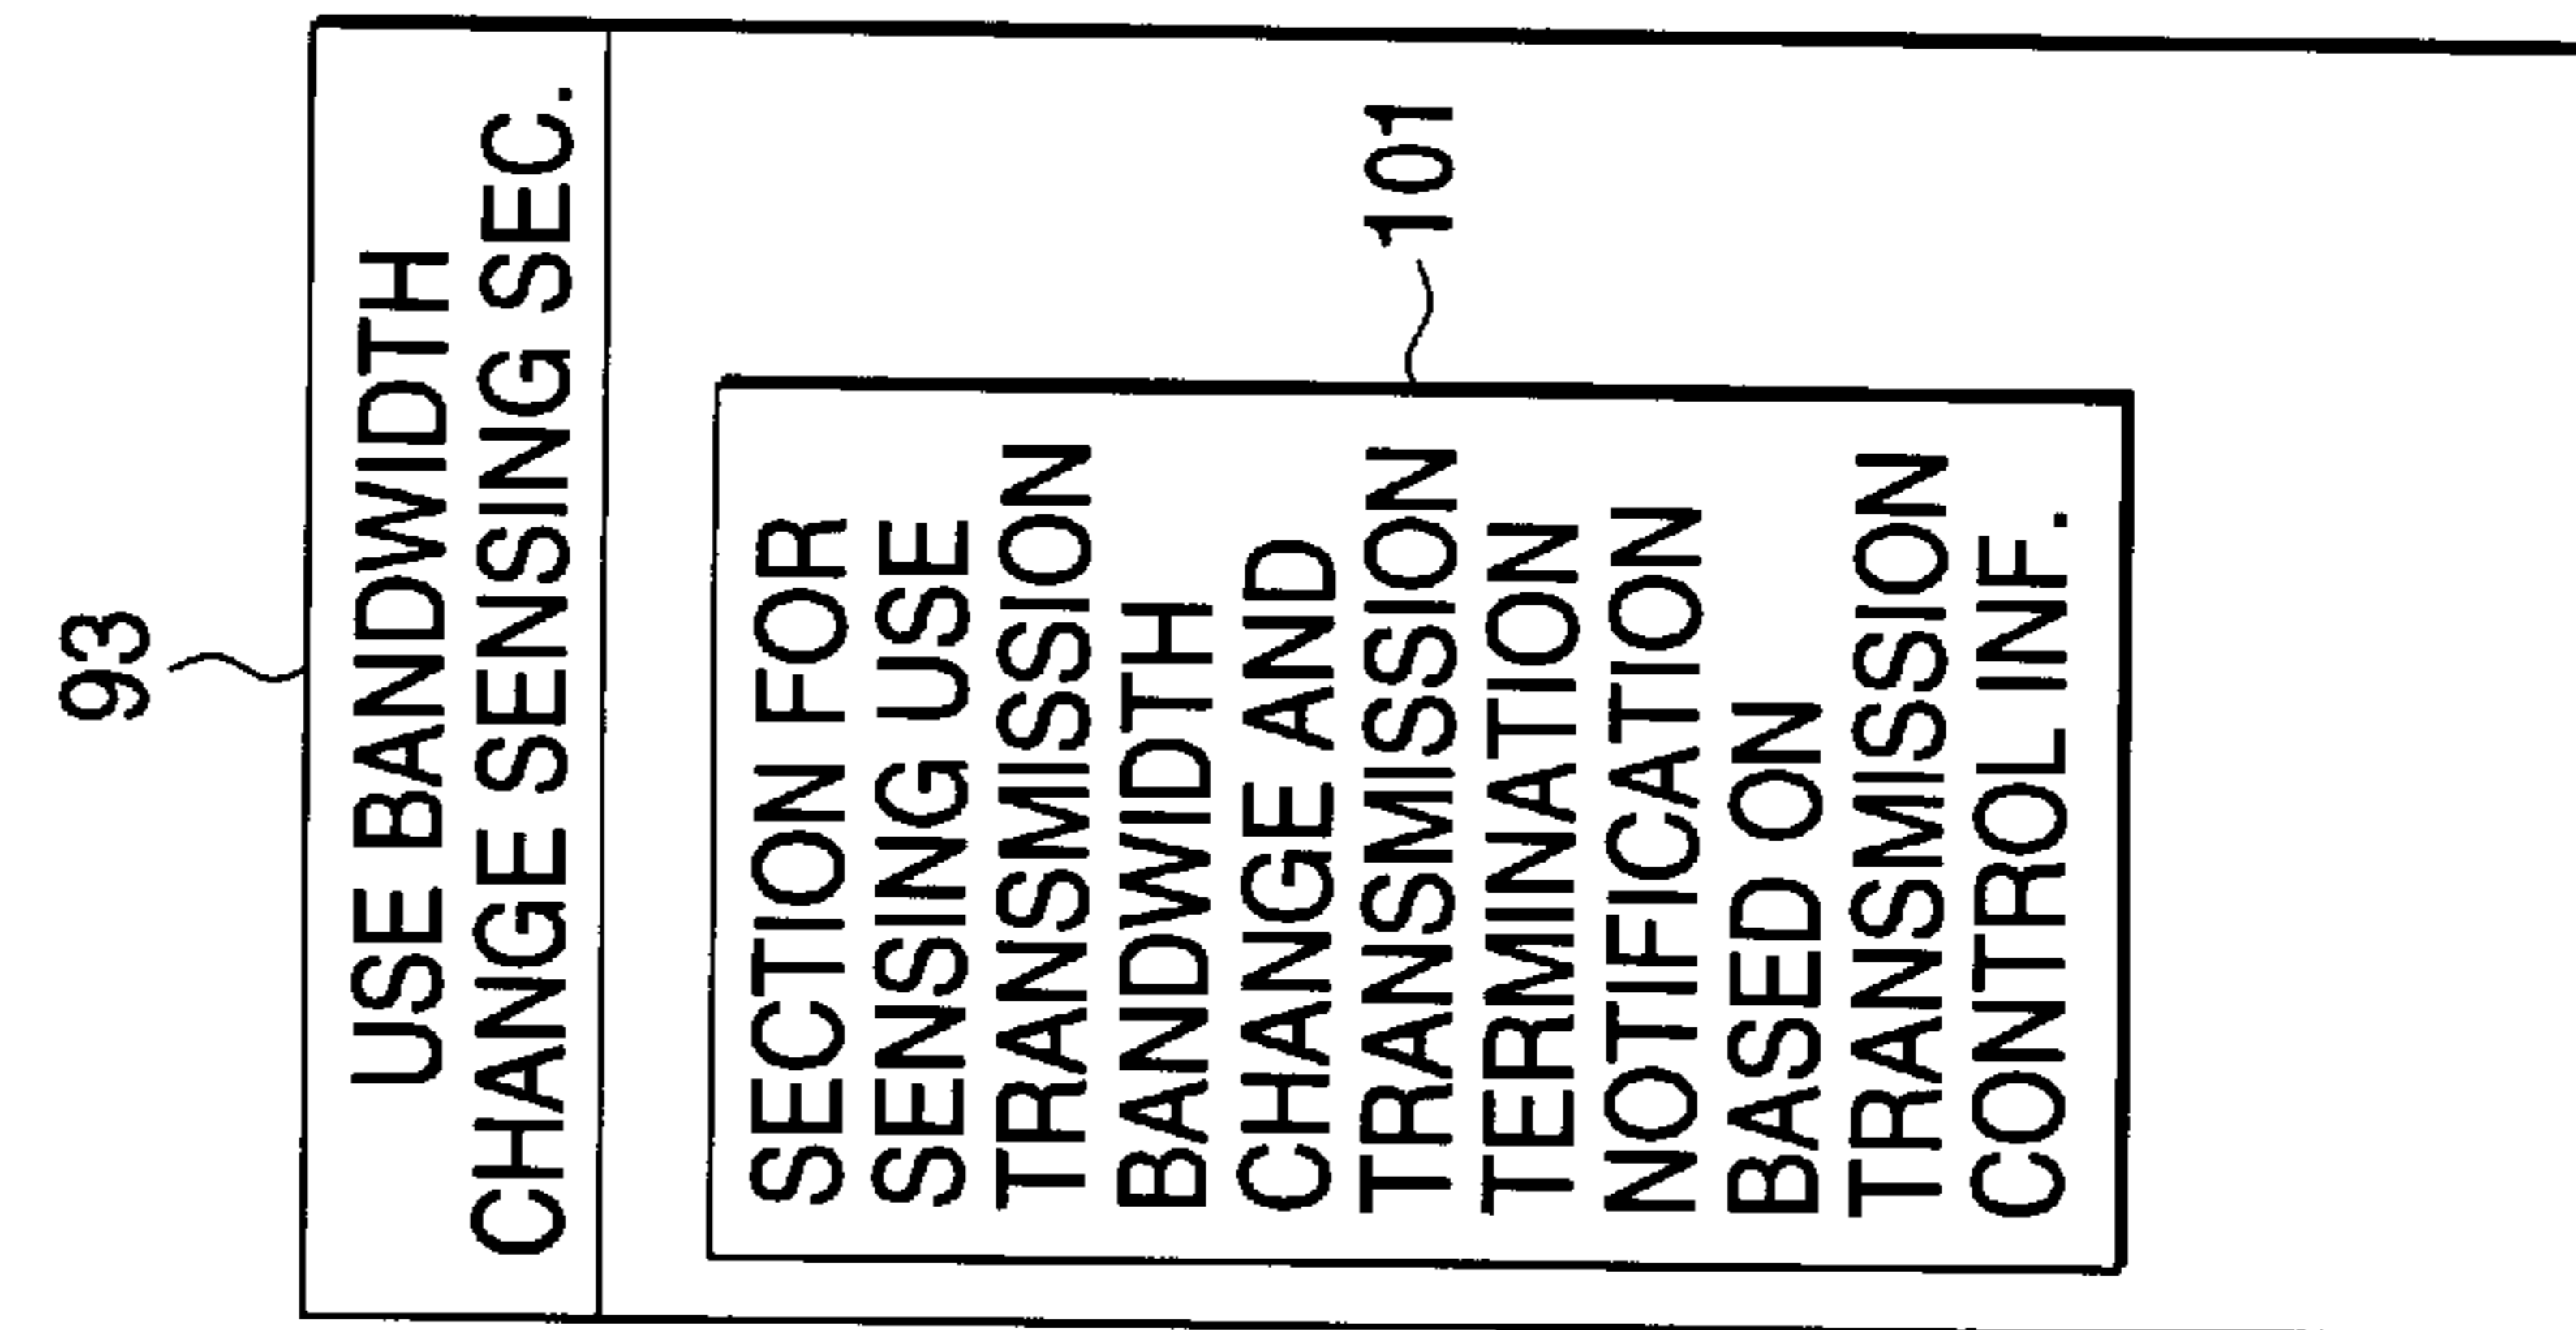 93
USE BANDWIDTH
CHANGE SENSING SEC.
101
SECTION FOR
SENSING USE
TRANSMISSION
BANDWIDTH
CHANGE AND
TRANSMISSION
TERMINATION
NOTIFICATION
BASED ON
TRANSMISSION
CONTROL INF.